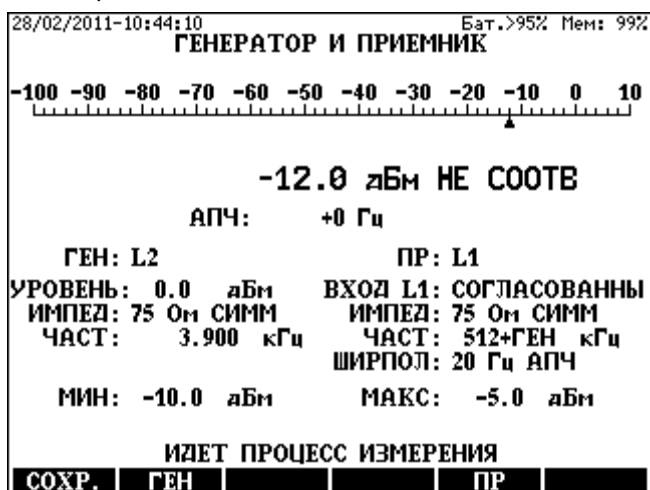 28/02/2011-10:44:10 Бат.>95% Мем: 99%
ГЕНЕРАТОР И ПРИЕМНИК
-100 -90 -80 -70 -60 -50 -40 -30 -20 -10 0 10
-12.0 дБм НЕ СООТВ
АПЧ: +0 Гц
ГЕН: L2 ПР: L1
УРОВЕНЬ: 0.0 дБм ВХОД L1: СОГЛАСОВАННЫ
ИМПЕД: 75 Ом СИММ ИМПЕД: 75 Ом СИММ
ЧАСТ: 3.900 кГц ЧАСТ: 512+ГЕН кГц
ШИРПОЛ: 20 Гц АПЧ
МИН: -10.0 дБм МАКС: -5.0 дБм
ИДЕТ ПРОЦЕСС ИЗМЕРЕНИЯ
СОХР. ГЕН ПР